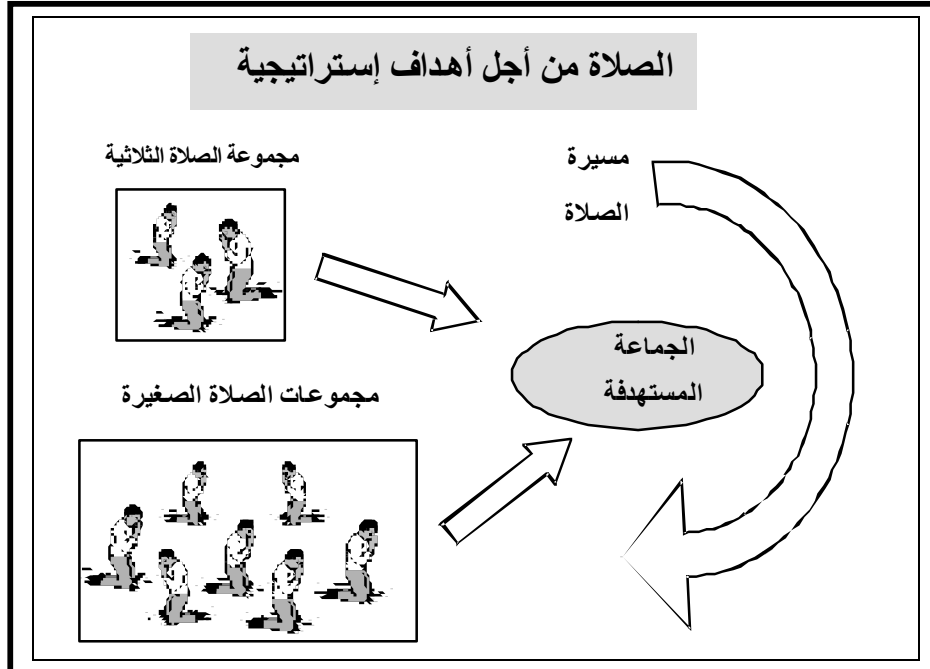 الصلاة من أجل أهداف إستراتيجية
مسيرة
الصلاة
مجموعة الصلاة الثلاثية
الجماعة
المستهدفة
مجموعات الصلاة الصغيرة